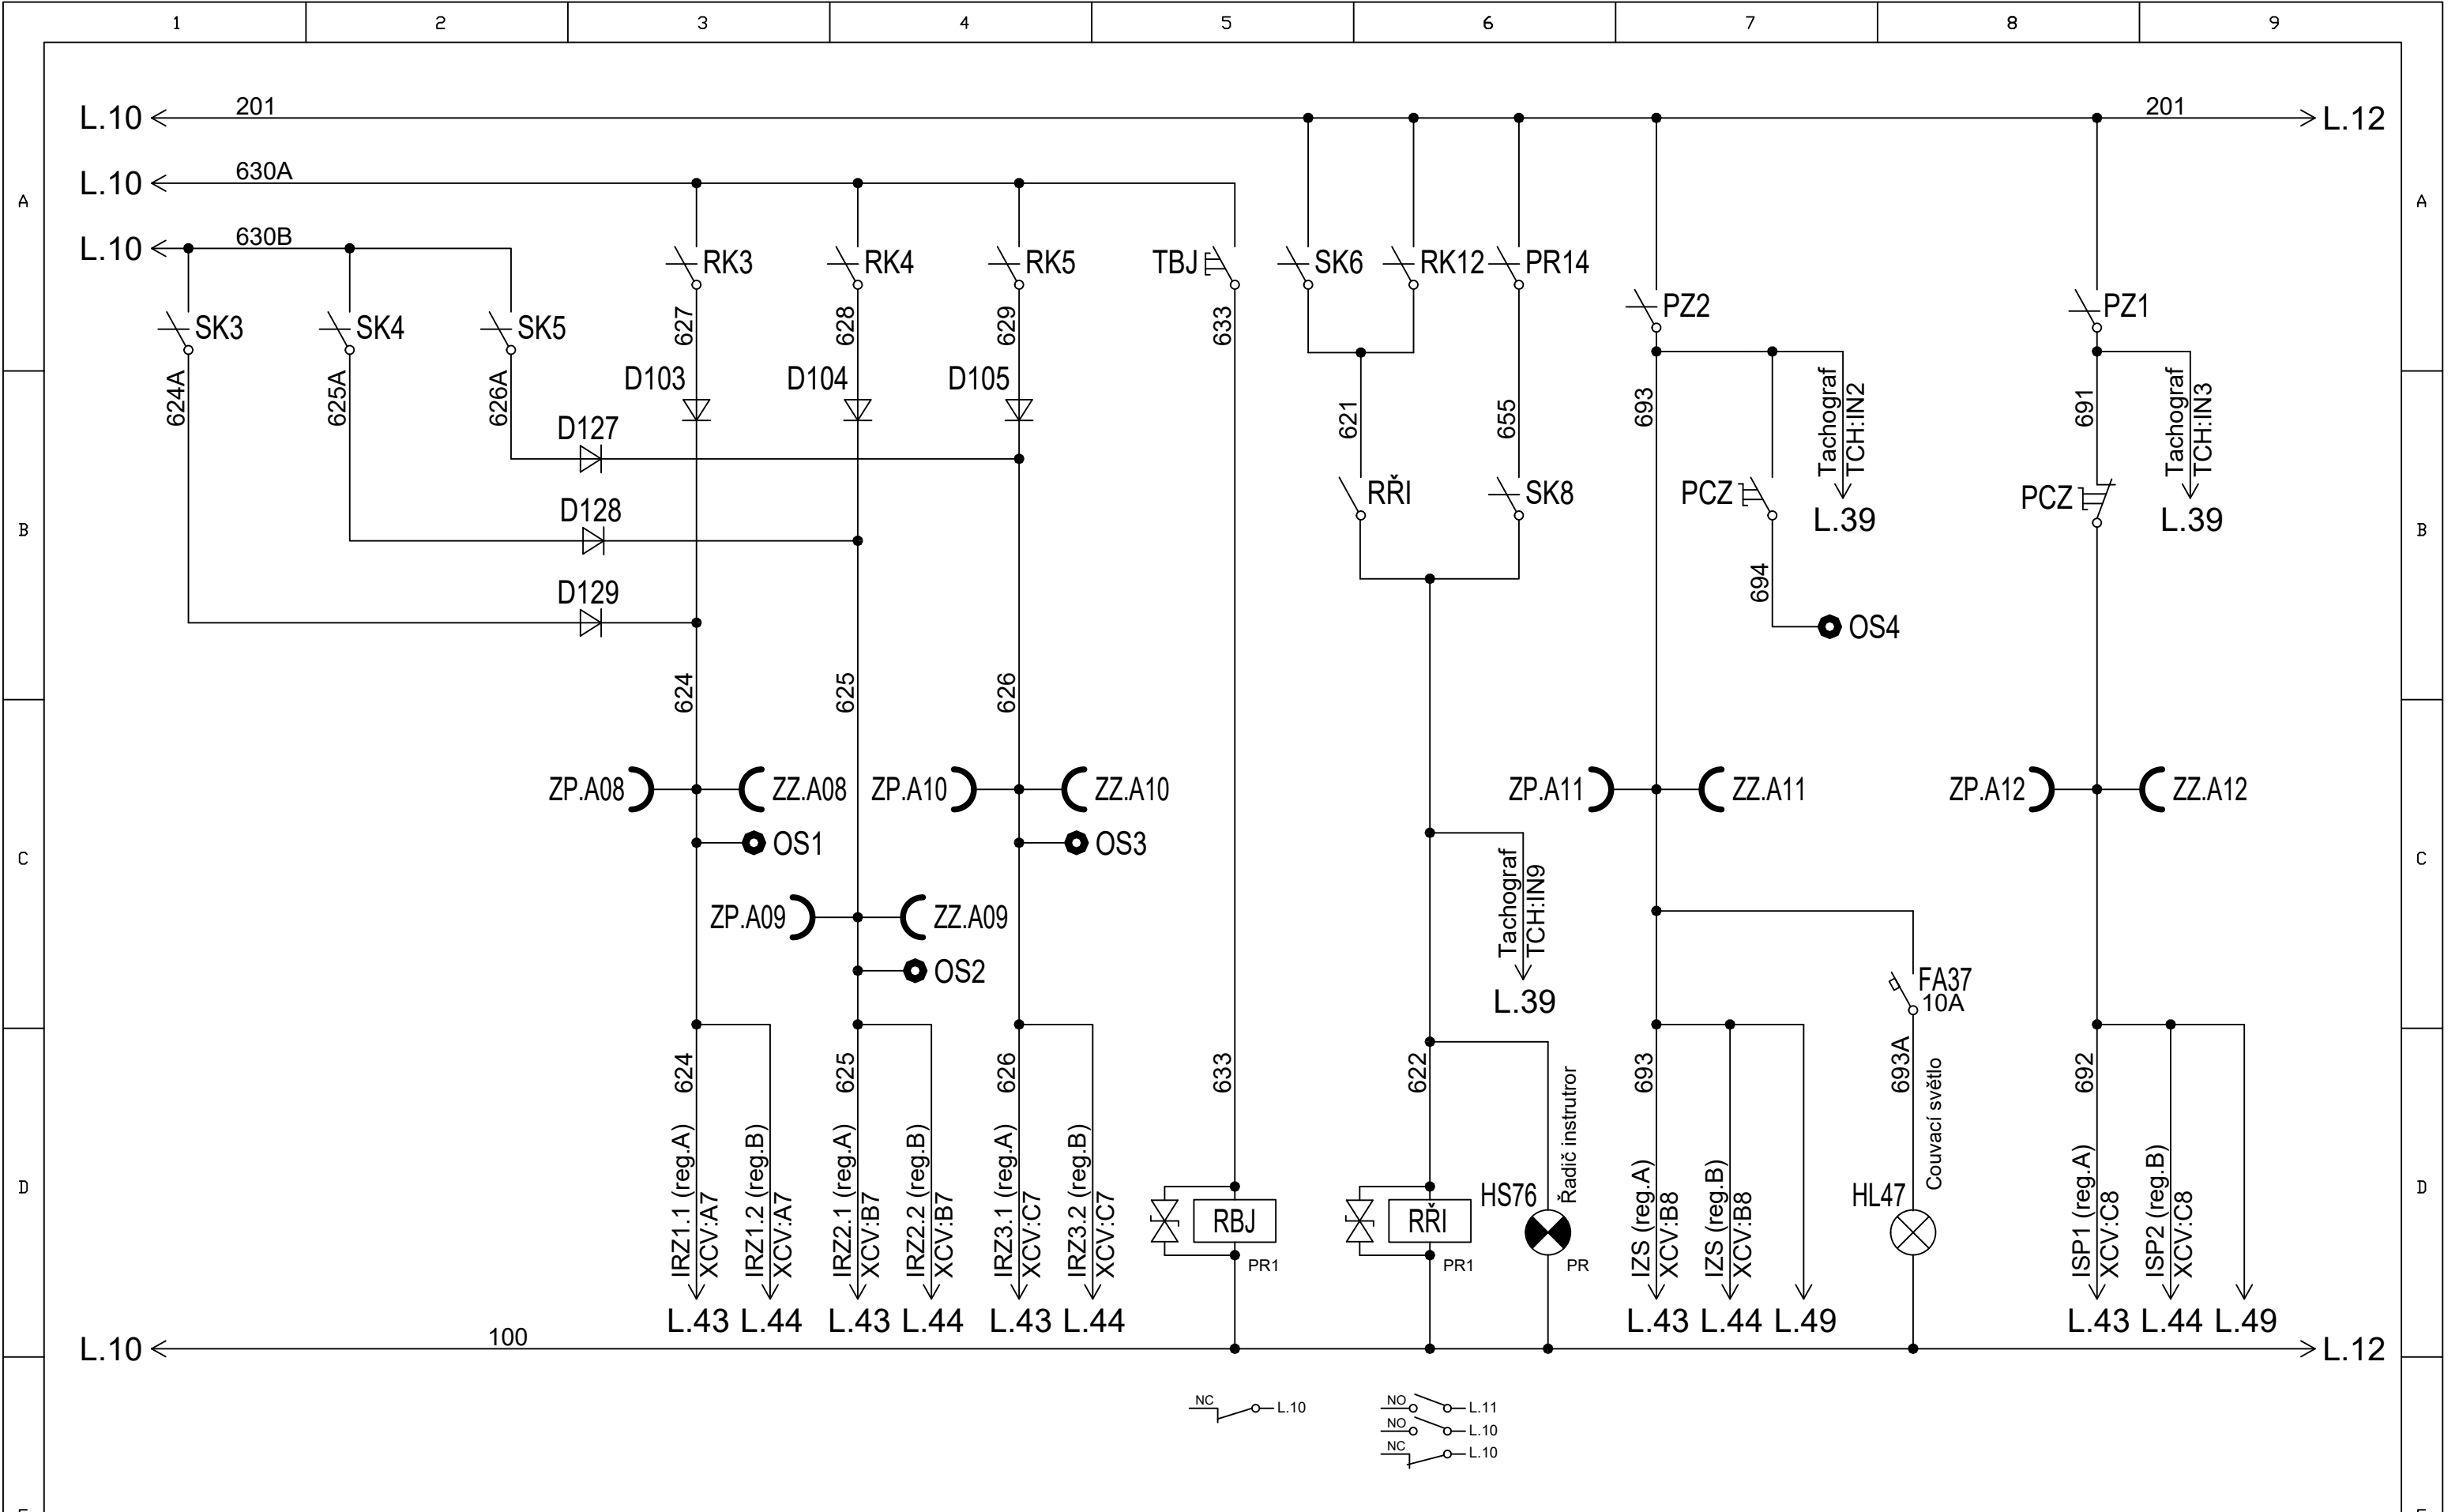 1 2 3 4 5 6 7 8 9
L.10 201 201 L.12
L.10 630A
A A
L.10 630B
RK3 RK4 RK5 TBJ SK6 RK12 PR14
PZ2 PZ1
SK3 SK4 SK5
627 628 629 633
D103 D104 D105
624A 625A 626A
621 655 693 691
Tachograf
TCH:IN2
Tachograf
TCH:IN3
D127
RŘI SK8 PCZ PCZ
D128
L.39 L.39
B B
D129
694
OS4
624 625 626
ZP.A08 ZZ.A08 ZP.A10 ZZ.A10 ZP.A11 ZZ.A11 ZP.A12 ZZ.A12
OS1 OS3
C C
Tachograf
TCH:IN9
ZP.A09 ZZ.A09
OS2
L.39
FA37
10A
624 625 626 633 622 693 693A 692
Couvací světlo
Řadič instrutror
IRZ1.1 (reg.A)
XCV:A7
IRZ1.2 (reg.B)
XCV:A7
IRZ2.1 (reg.A)
XCV:B7
IRZ2.2 (reg.B)
XCV:B7
IRZ3.1 (reg.A)
XCV:C7
IRZ3.2 (reg.B)
XCV:C7
IZS (reg.A)
XCV:B8
IZS (reg.B)
XCV:B8
ISP1 (reg.A)
XCV:C8
ISP2 (reg.B)
XCV:C8
D D
HS76 HL47
RBJ RŘI
PR1 PR1 PR
L.43 L.44 L.43 L.44 L.43 L.44 L.43 L.44 L.49 L.43 L.44 L.49
L.10 100 L.12
NC L.10
NO L.11
NO L.10
NC L.10